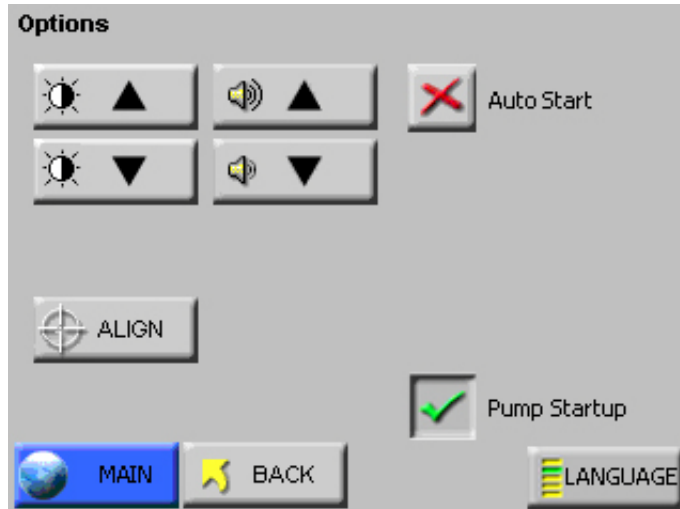 Options
Auto Start
ALIGN
Pump Startup
MAIN
BACK
LANGUAGE